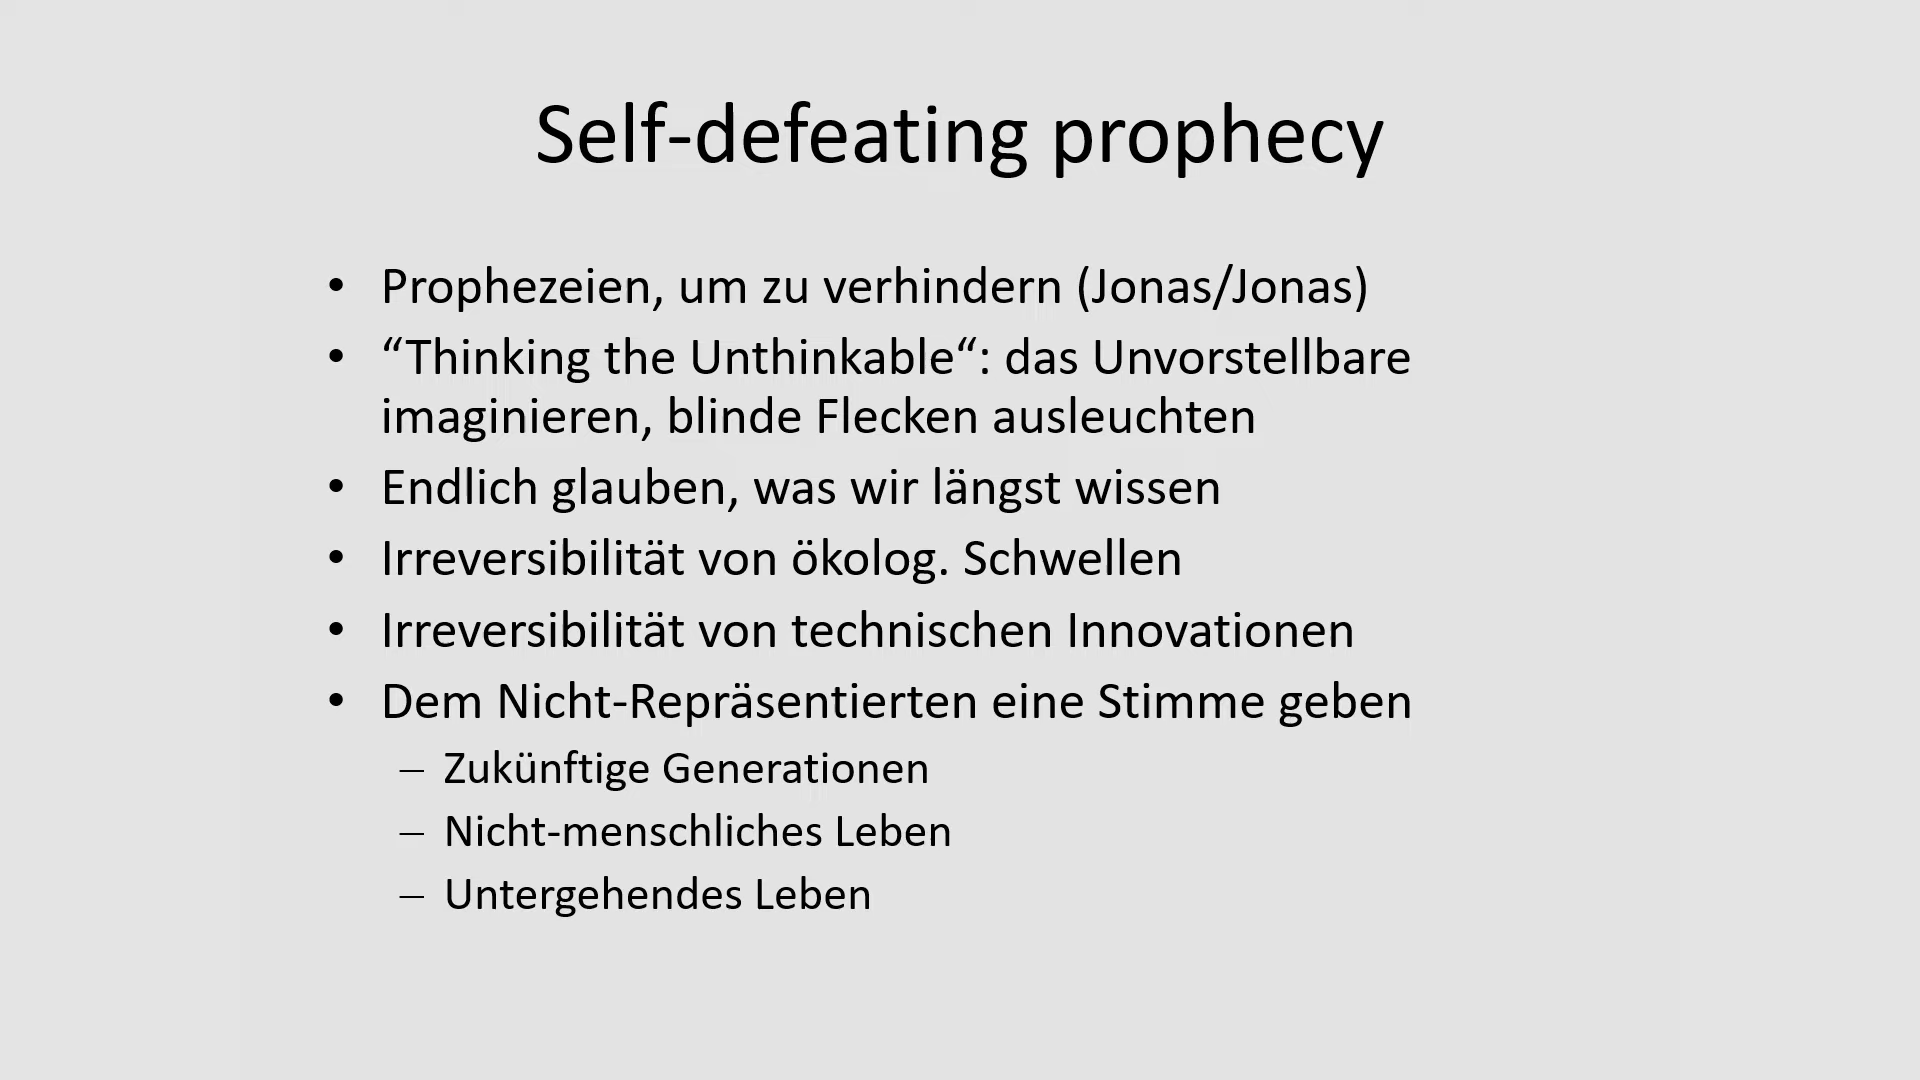 Self-defeating prophecy
• Prophezeien, um zu verhindern (Jonas/Jonas)
• “Thinking the Unthinkable“: das Unvorstellbare
imaginieren, blinde Flecken ausleuchten
• Endlich glauben, was wir längst wissen
• Irreversibilität von ökolog. Schwellen
• Irreversibilität von technischen Innovationen
• Dem Nicht-Repräsentierten eine Stimme geben
– Zukünftige Generationen
– Nicht-menschliches Leben
– Untergehendes Leben